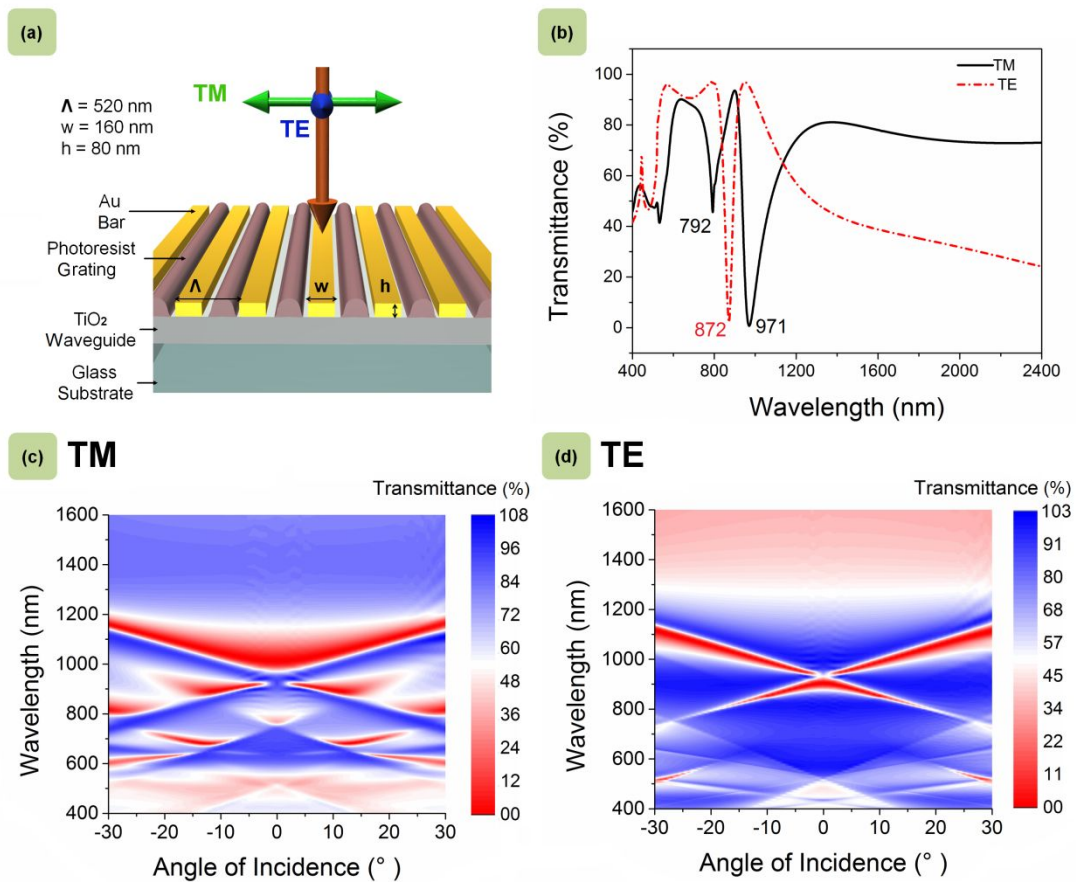 (a)
Λ = 520 nm
w = 160 nm
h = 80 nm
TM
TE
Au
Bar
Photoresist
Grating
TiO₂
Waveguide
Glass
Substrate
Λ
w
h
(b)
TM
TE
Transmittance (%)
100
80
60
40
20
0
792
872
971
400 800 1200 1600 2000 2400
Wavelength (nm)
(c) TM
Transmittance (%)
Wavelength (nm)
1600
1400
1200
1000
800
600
400
-30 -20 -10 0 10 20 30
Angle of Incidence (° )
108
96
84
72
60
48
36
24
12
00
(d) TE
Transmittance (%)
Wavelength (nm)
1600
1400
1200
1000
800
600
400
-30 -20 -10 0 10 20 30
Angle of Incidence (° )
103
91
80
68
57
45
34
22
11
00